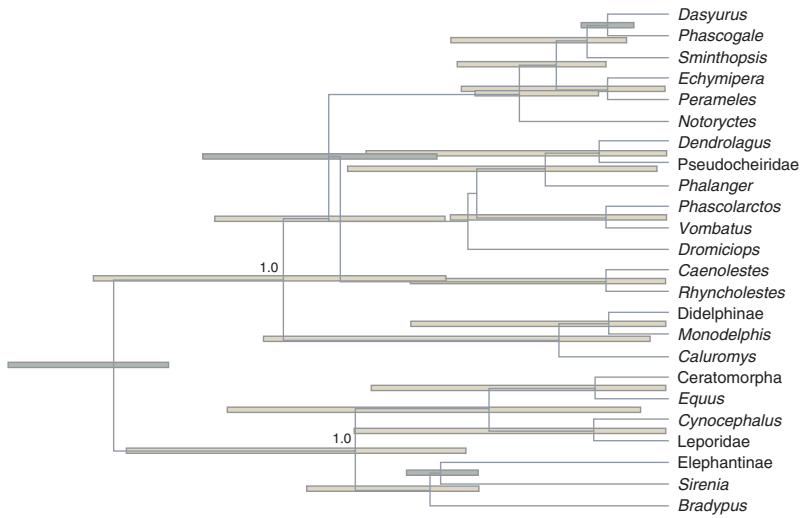 Dasyurus
Phascogale
Sminthopsis
Echymipera
Perameles
Notoryctes
Dendrolagus
Pseudocheiridae
Phalanger
Phascolarctos
Vombatus
Dromiciops
1.0
Caenolestes
Rhyncholestes
Didelphinae
Monodelphis
Caluromys
Ceratomorpha
Equus
Cynocephalus
1.0
Leporidae
Elephantinae
Sirenia
Bradypus